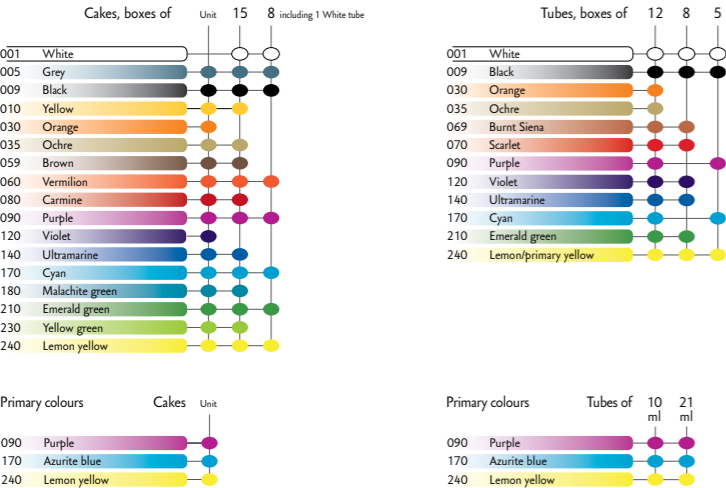 Cakes, boxes of Unit 15 8 including 1 White tube
001 White
005 Grey
009 Black
010 Yellow
030 Orange
035 Ochre
059 Brown
060 Vermilion
080 Carmine
090 Purple
120 Violet
140 Ultramarine
170 Cyan
180 Malachite green
210 Emerald green
230 Yellow green
240 Lemon yellow
Tubes, boxes of 12 8 5
001 White
009 Black
030 Orange
035 Ochre
069 Burnt Siena
070 Scarlet
090 Purple
120 Violet
140 Ultramarine
170 Cyan
210 Emerald green
240 Lemon/primary yellow
Primary colours Cakes Unit
090 Purple
170 Azurite blue
240 Lemon yellow
Primary colours Tubes of 10 21
ml ml
090 Purple
170 Azurite blue
240 Lemon yellow